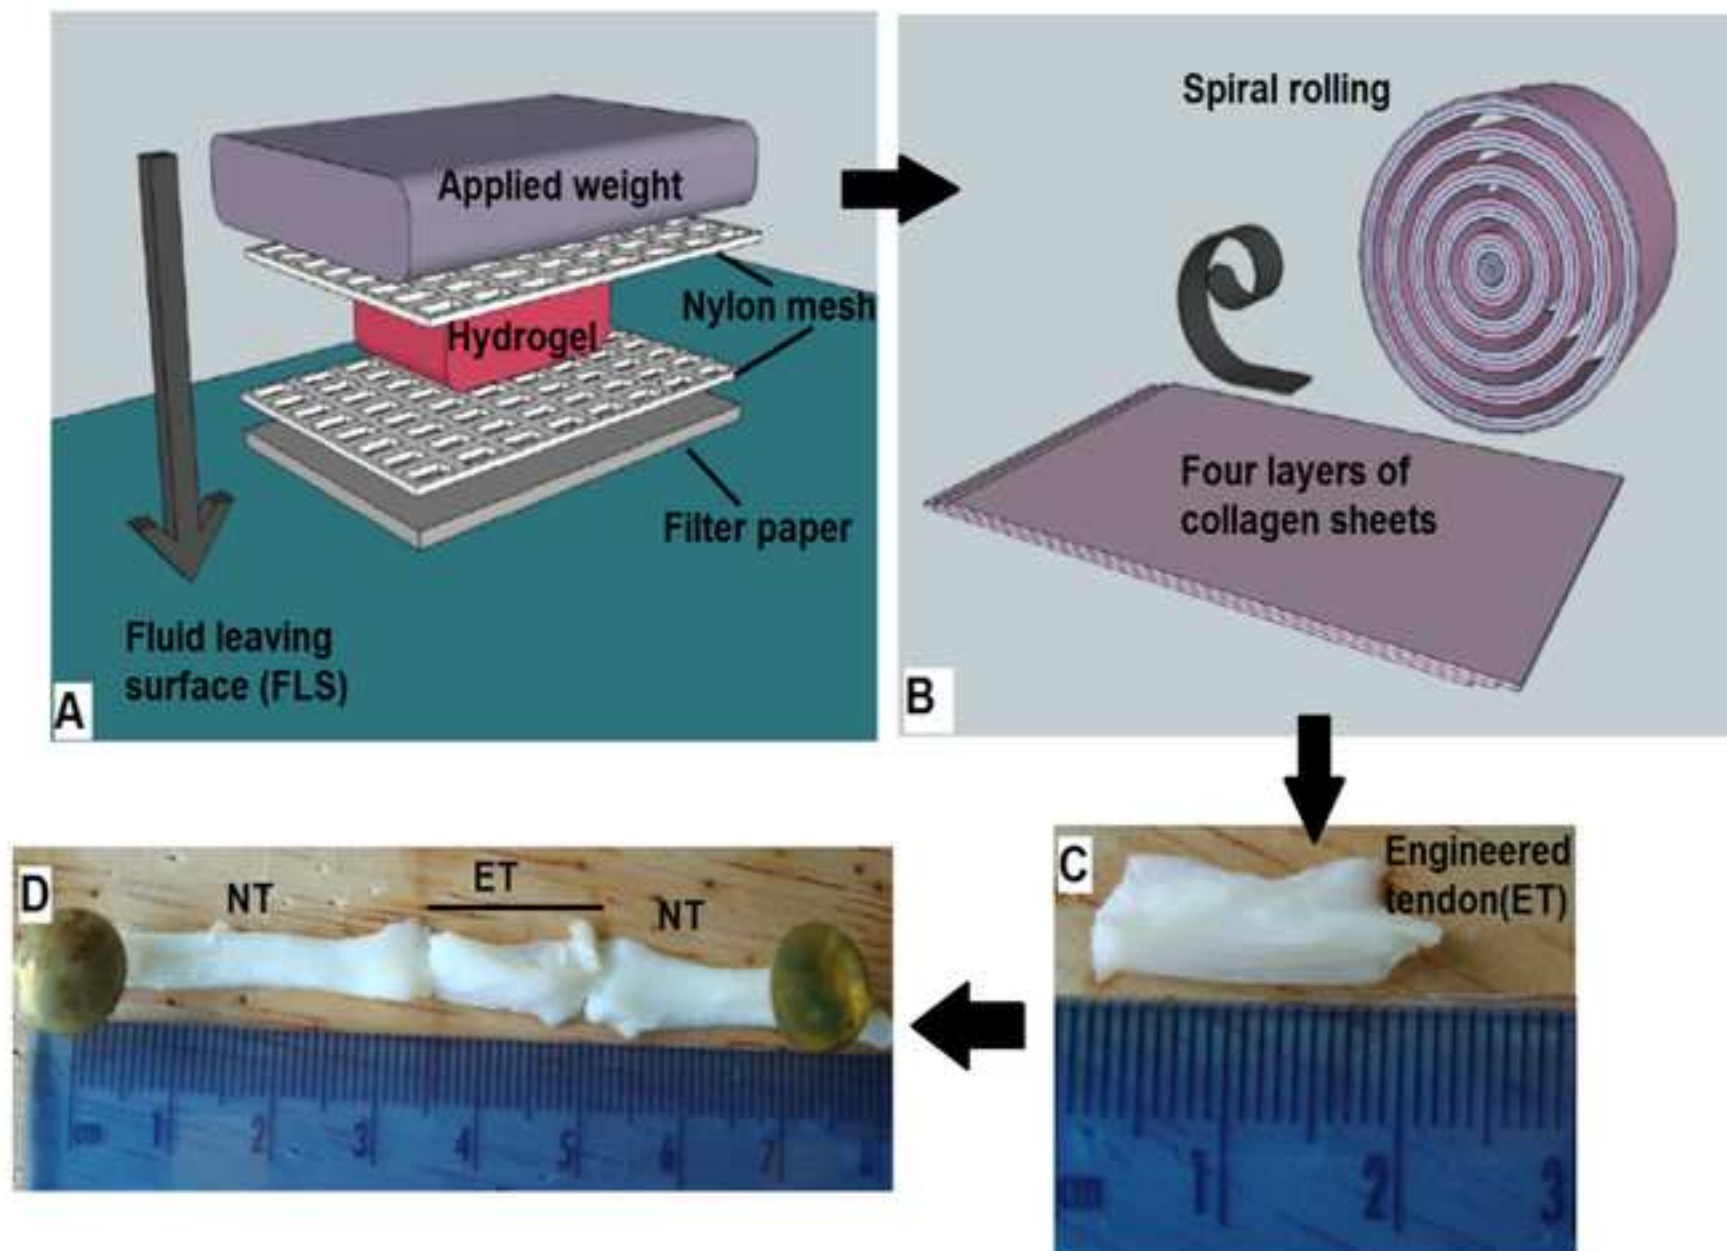 Applied weight
Nylon mesh
Hydrogel
Filter paper
Fluid leaving
surface (FLS)
A
Spiral rolling
Four layers of
collagen sheets
B
C
Engineered
tendon(ET)
cm 1 2 3
D
NT
ET
NT
cm 1 2 3 4 5 6 7